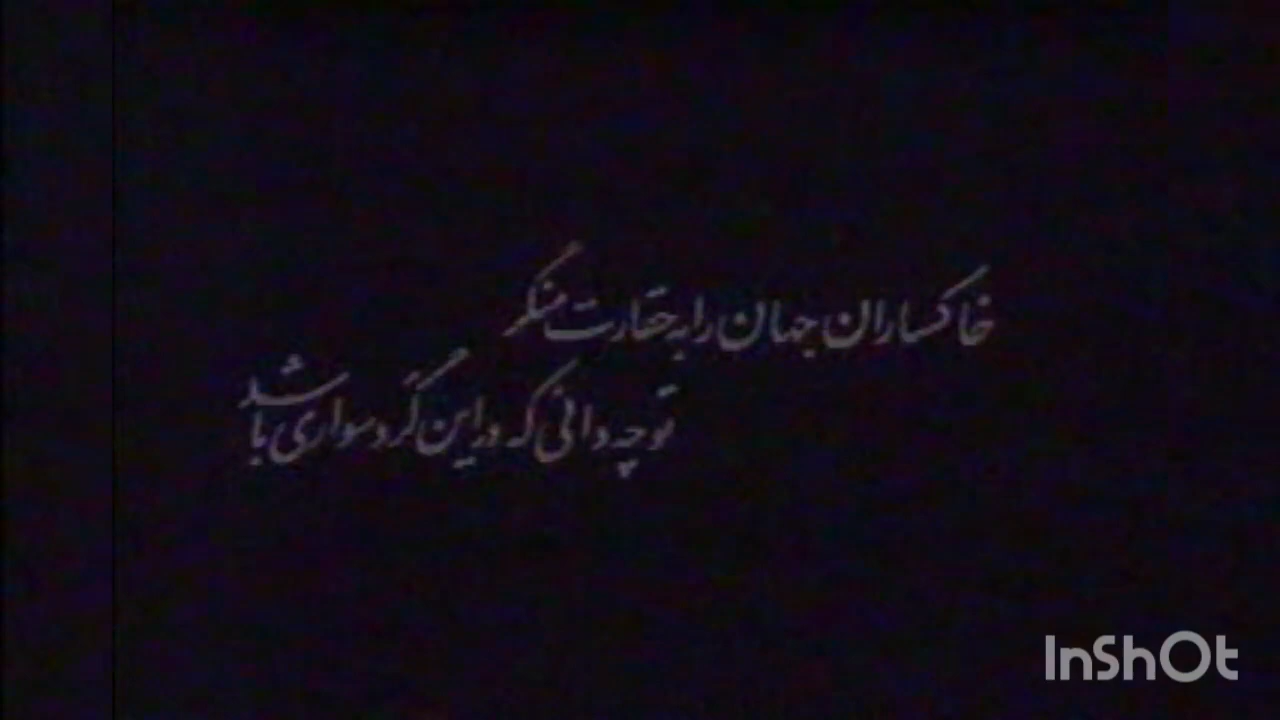 خاکساران جهان را به حقارت منگر
تو چه دانی که در این گرد سواری باشد
InShOt